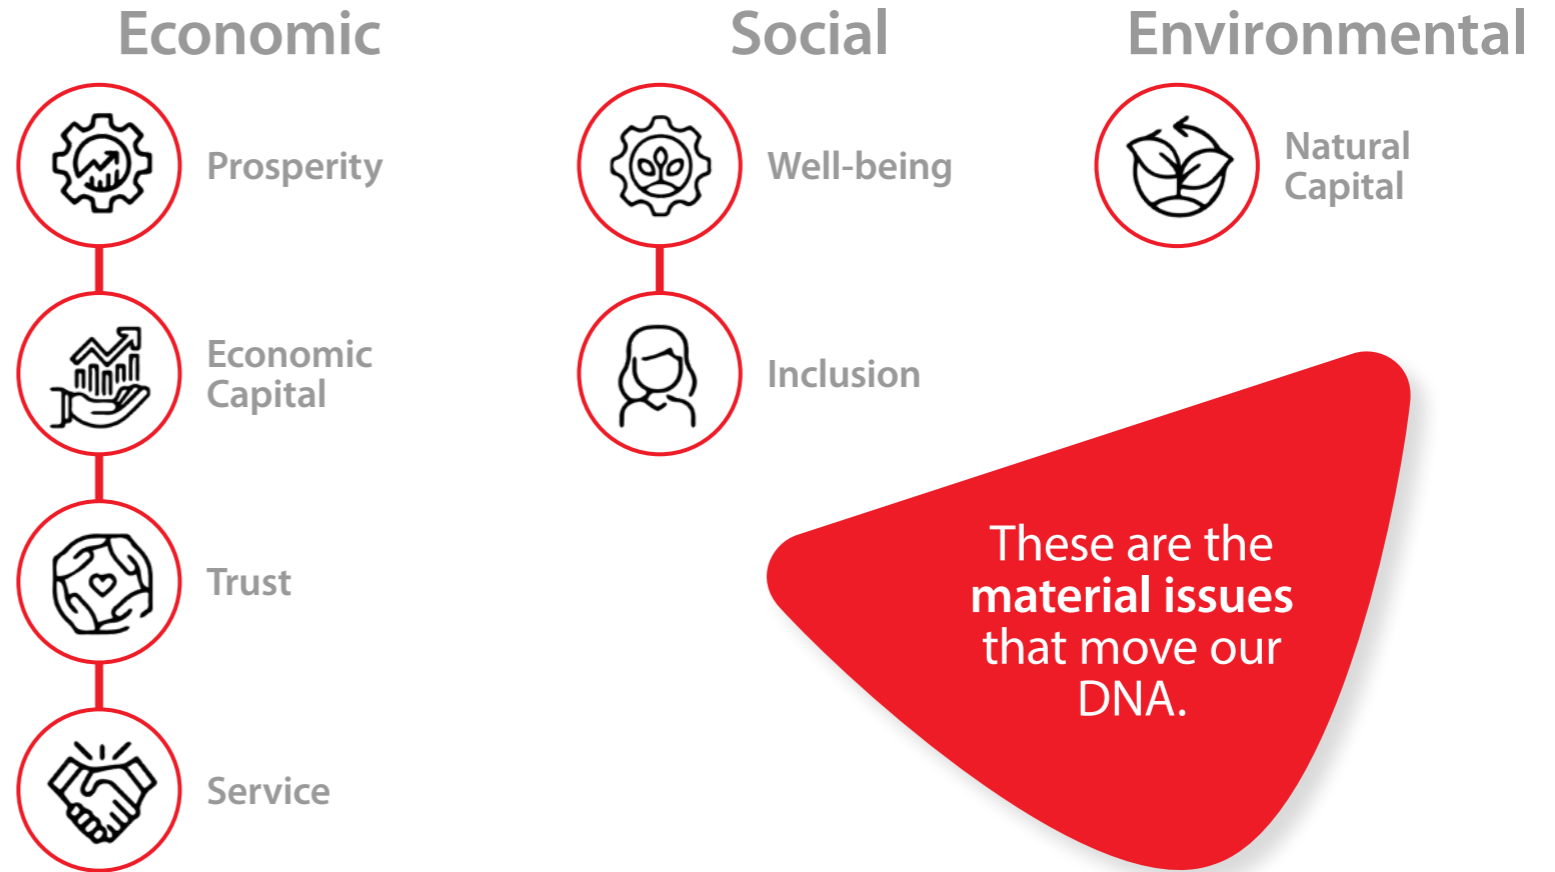 Economic
Prosperity
Economic
Capital
Trust
Service
Social
Well-being
Inclusion
Environmental
Natural
Capital
These are the
material issues
that move our
DNA.